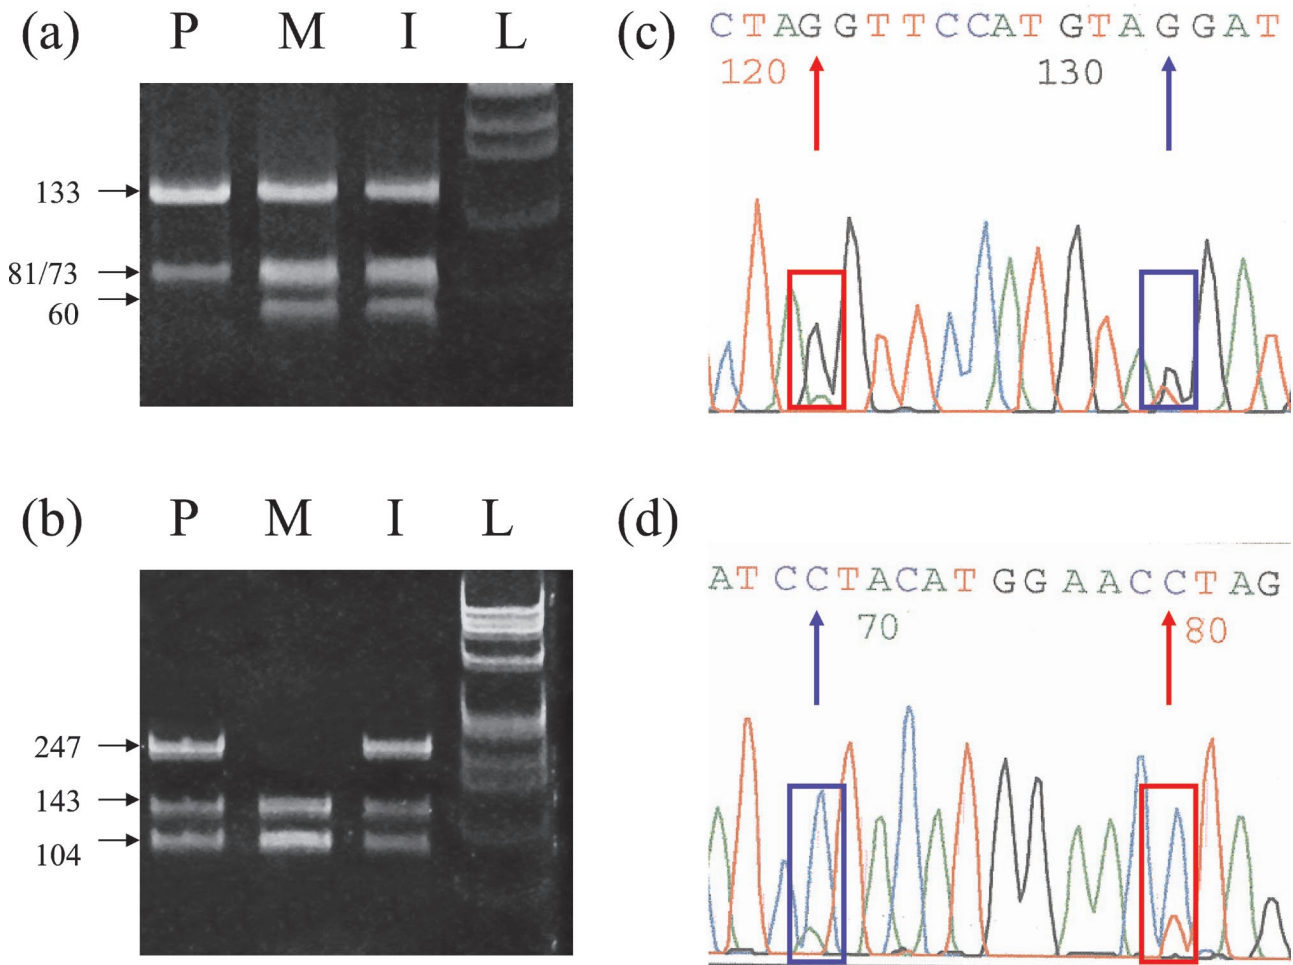 (a) P M I L
133
81/73
60
(c)
CTAGGTTCCATGTAGGAT
120 130
(b) P M I L
247
143
104
(d)
ATCCTACATGGAACCTAG
70 80